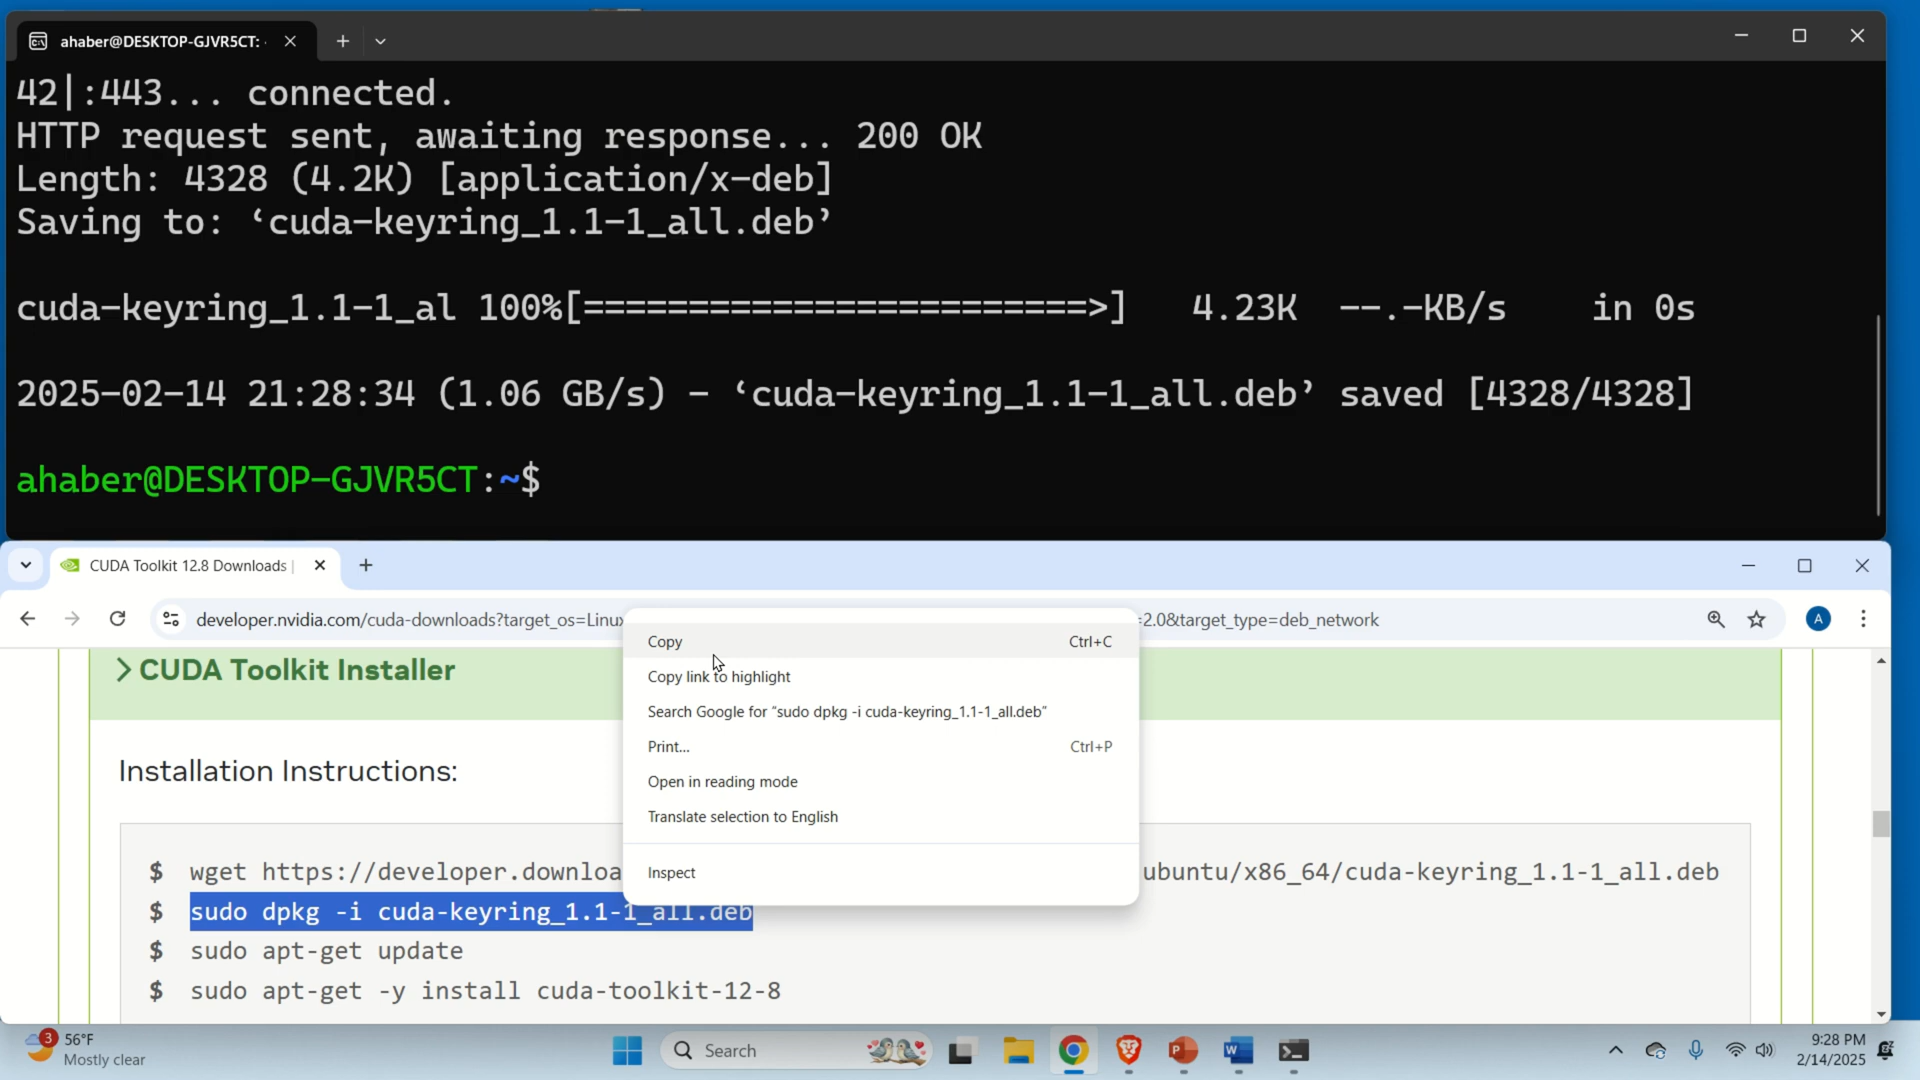 ahaber@DESKTOP-GJVR5CT:
42|:443... connected.
HTTP request sent, awaiting response... 200 OK
Length: 4328 (4.2K) [application/x-deb]
Saving to: ‘cuda-keyring_1.1-1_all.deb’
cuda-keyring_1.1-1_al 100%[========================>] 4.23K --.-KB/s in 0s
2025-02-14 21:28:34 (1.06 GB/s) - ‘cuda-keyring_1.1-1_all.deb’ saved [4328/4328]
ahaber@DESKTOP-GJVR5CT:~$
CUDA Toolkit 12.8 Downloads |
developer.nvidia.com/cuda-downloads?target_os=Linux =2.0&target_type=deb_network
A
> CUDA Toolkit Installer
Installation Instructions:
$ wget https://developer.downloa ubuntu/x86_64/cuda-keyring_1.1-1_all.deb
$ sudo dpkg -i cuda-keyring_1.1-1_all.deb
$ sudo apt-get update
$ sudo apt-get -y install cuda-toolkit-12-8
Copy Ctrl+C
Copy link to highlight
Search Google for “sudo dpkg -i cuda-keyring_1.1-1_all.deb”
Print... Ctrl+P
Open in reading mode
Translate selection to English
Inspect
3
56°F
Mostly clear
Search
P
W
9:28 PM
2/14/2025